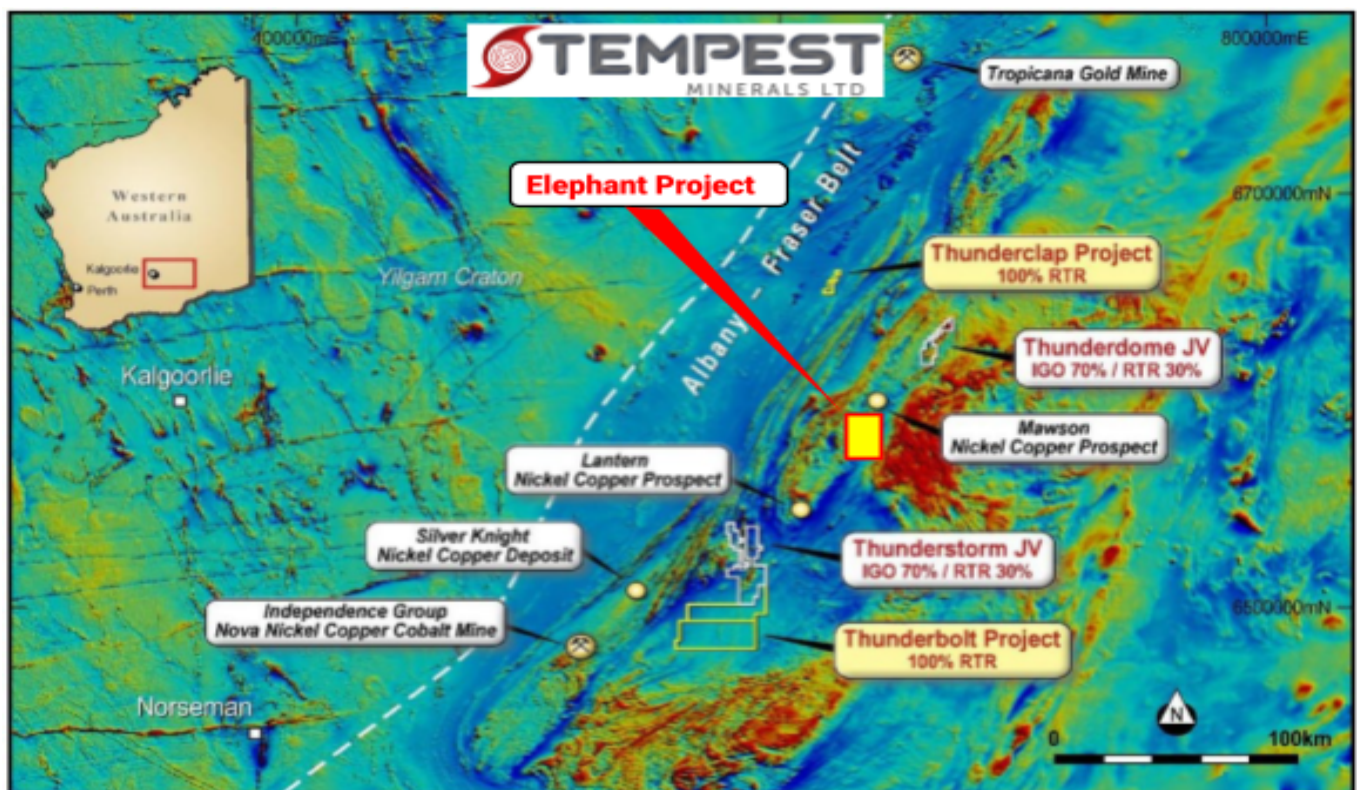 400000mE
TEMPEST
MINERALS LTD
800000mE
Tropicana Gold Mine
Elephant Project
Albany - Fraser Belt
6700000mN
Western
Australia
Kalgoorlie
Perth
Yilgarn Craton
Thunderclap Project
100% RTR
Thunderdome JV
IGO 70% / RTR 30%
Kalgoorlie
Mawson
Nickel Copper Prospect
Lantern
Nickel Copper Prospect
Silver Knight
Nickel Copper Deposit
Thunderstorm JV
IGO 70% / RTR 30%
Independence Group
Nova Nickel Copper Cobalt Mine
6500000mN
Thunderbolt Project
100% RTR
Norseman
N
0 100km